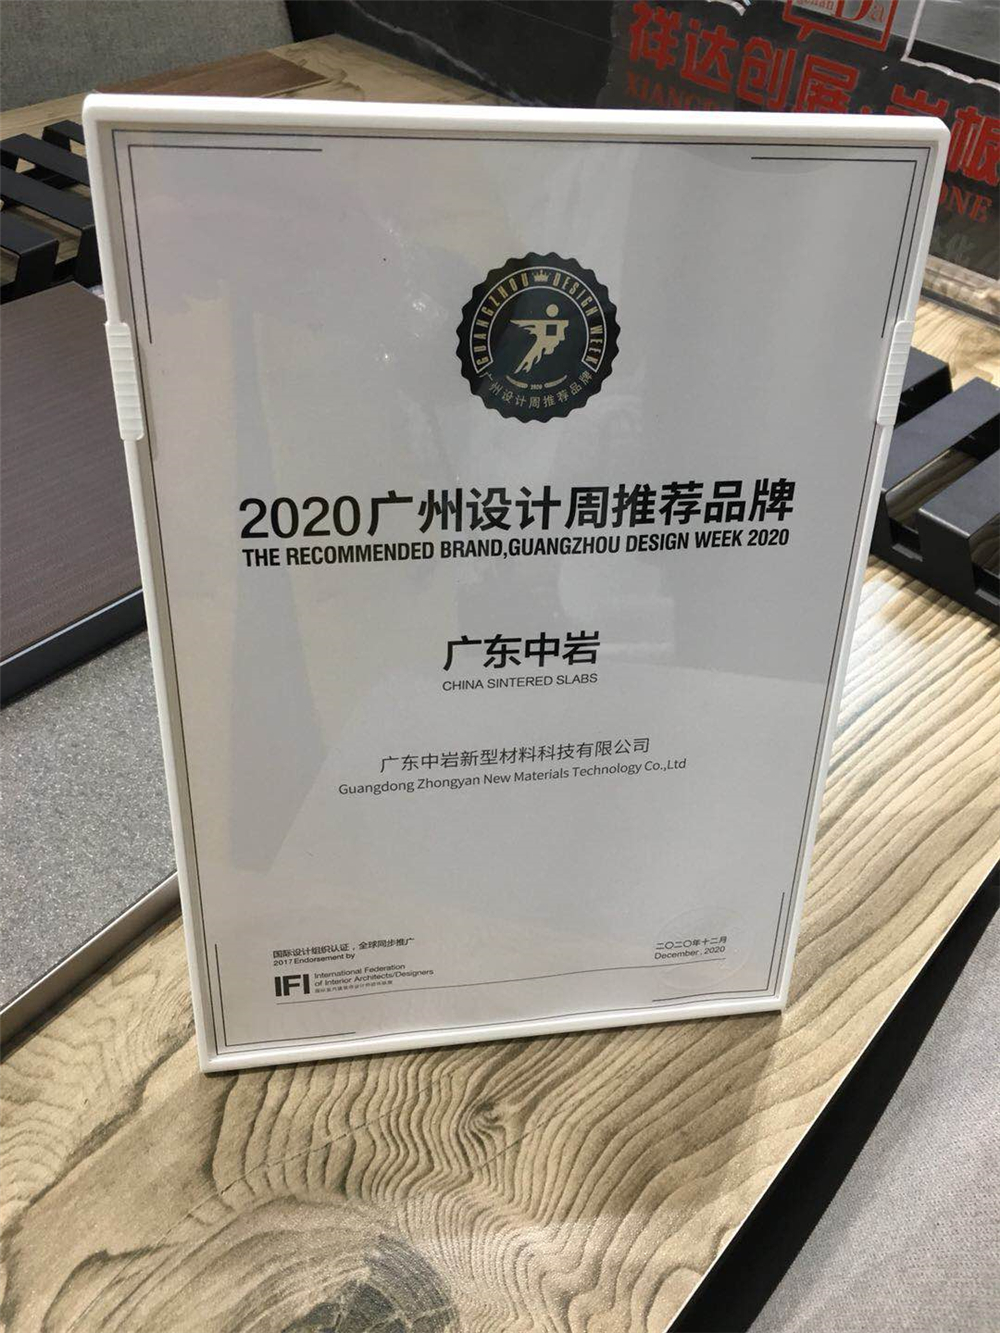 祥达创展·岩板
GUANGZHOU DESIGN WEEK
2020
广州设计周推荐品牌
2020广州设计周推荐品牌
THE RECOMMENDED BRAND,GUANGZHOU DESIGN WEEK 2020
广东中岩
CHINA SINTERED SLABS
广东中岩新型材料科技有限公司
Guangdong Zhongyan New Materials Technology Co.,Ltd
国际设计组织认证，全球同步推广
2017 Endorsement by
IFI
International Federation
of Interior Architects/Designers
二〇二〇年十二月
December, 2020